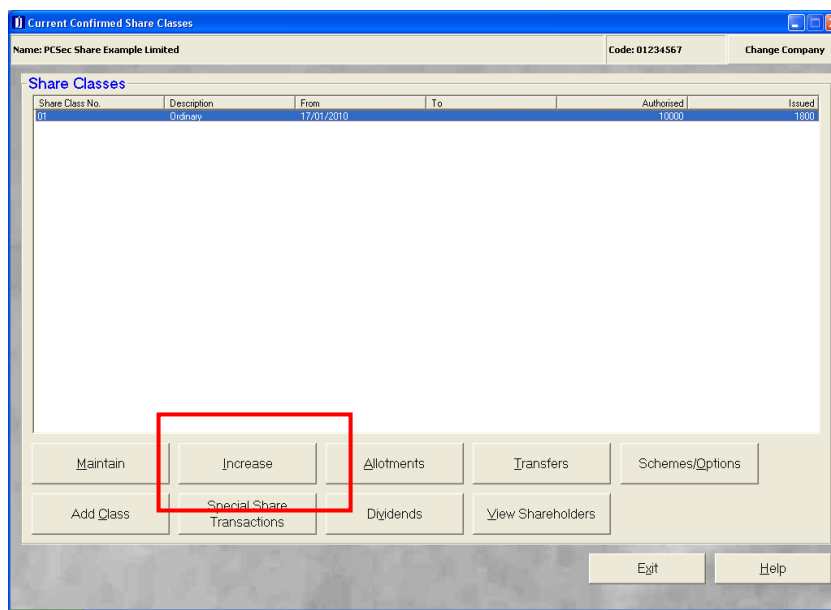 Current Confirmed Share Classes
Name: PCSec Share Example Limited Code: 01234567 Change Company
Share Classes
Share Class No. Description From To Authorised Issued
01 Ordinary 17/01/2010 10000 1800
Maintain Increase Allotments Transfers Schemes/Options
Add Class Special Share Transactions Dividends View Shareholders
Exit Help